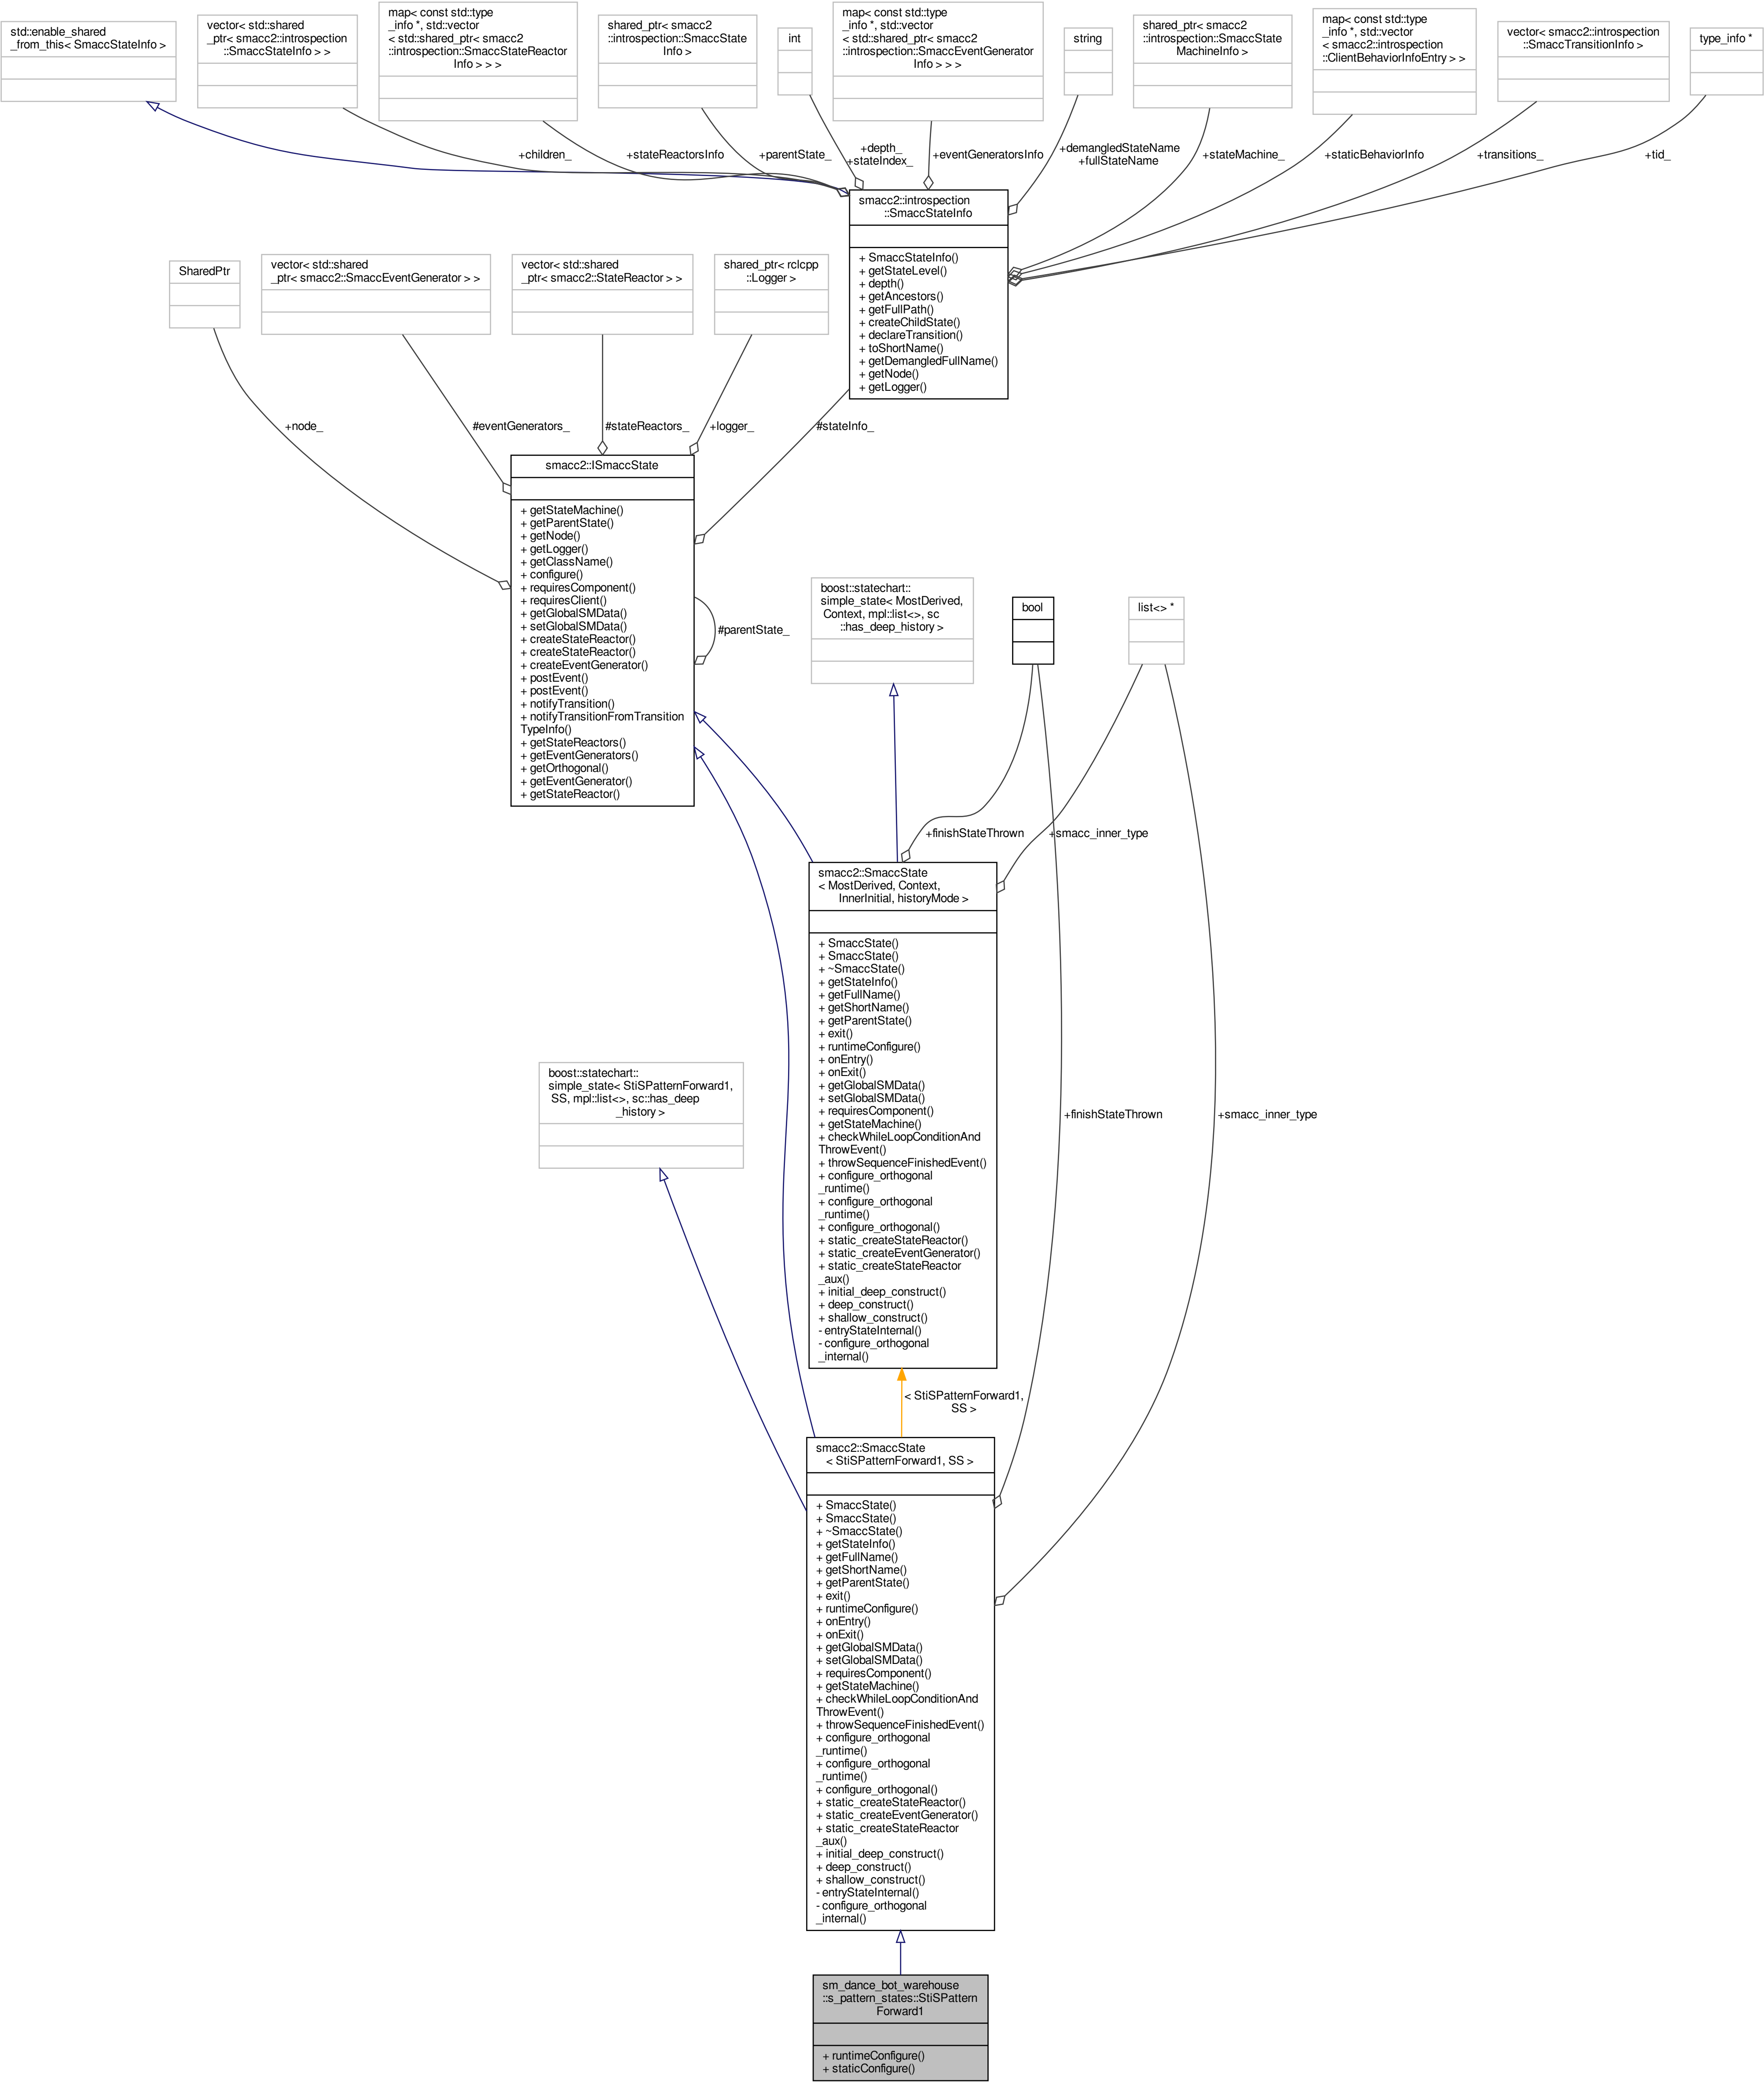 std::enable_shared
_from_this< SmaccStateInfo >
vector< std::shared
_ptr< smacc2::introspection
::SmaccStateInfo > >
map< const std::type
_info *, std::vector
< std::shared_ptr< smacc2
::introspection::SmaccStateReactor
Info > > >
shared_ptr< smacc2
::introspection::SmaccState
Info >
int
map< const std::type
_info *, std::vector
< std::shared_ptr< smacc2
::introspection::SmaccEventGenerator
Info > > >
string
shared_ptr< smacc2
::introspection::SmaccState
MachineInfo >
map< const std::type
_info *, std::vector
< smacc2::introspection
::ClientBehaviorInfoEntry > >
vector< smacc2::introspection
::SmaccTransitionInfo >
type_info *
+children_
+stateReactorsInfo
+parentState_
+depth_
+stateIndex_
+eventGeneratorsInfo
+demangledStateName
+fullStateName
+stateMachine_
+staticBehaviorInfo
+transitions_
+tid_
smacc2::introspection
::SmaccStateInfo
+ SmaccStateInfo()
+ getStateLevel()
+ depth()
+ getAncestors()
+ getFullPath()
+ createChildState()
+ declareTransition()
+ toShortName()
+ getDemangledFullName()
+ getNode()
+ getLogger()
SharedPtr
vector< std::shared
_ptr< smacc2::SmaccEventGenerator > >
vector< std::shared
_ptr< smacc2::StateReactor > >
shared_ptr< rclcpp
::Logger >
+node_
#eventGenerators_
#stateReactors_
+logger_
#stateInfo_
smacc2::ISmaccState
+ getStateMachine()
+ getParentState()
+ getNode()
+ getLogger()
+ getClassName()
+ configure()
+ requiresComponent()
+ requiresClient()
+ getGlobalSMData()
+ setGlobalSMData()
+ createStateReactor()
+ createStateReactor()
+ createEventGenerator()
+ postEvent()
+ postEvent()
+ notifyTransition()
+ notifyTransitionFromTransition
TypeInfo()
+ getStateReactors()
+ getEventGenerators()
+ getOrthogonal()
+ getEventGenerator()
+ getStateReactor()
#parentState_
boost::statechart::
simple_state< MostDerived,
Context, mpl::list<>, sc
::has_deep_history >
bool
list<> *
+finishStateThrown
+smacc_inner_type
smacc2::SmaccState
< MostDerived, Context,
InnerInitial, historyMode >
+ SmaccState()
+ SmaccState()
+ ~SmaccState()
+ getStateInfo()
+ getFullName()
+ getShortName()
+ getParentState()
+ exit()
+ runtimeConfigure()
+ onEntry()
+ onExit()
+ getGlobalSMData()
+ setGlobalSMData()
+ requiresComponent()
+ getStateMachine()
+ checkWhileLoopConditionAnd
ThrowEvent()
+ throwSequenceFinishedEvent()
+ configure_orthogonal
_runtime()
+ configure_orthogonal
_runtime()
+ configure_orthogonal()
+ static_createStateReactor()
+ static_createEventGenerator()
+ static_createStateReactor
_aux()
+ initial_deep_construct()
+ deep_construct()
+ shallow_construct()
- entryStateInternal()
- configure_orthogonal
_internal()
boost::statechart::
simple_state< StiSPatternForward1,
SS, mpl::list<>, sc::has_deep
_history >
+finishStateThrown
+smacc_inner_type
< StiSPatternForward1,
SS >
smacc2::SmaccState
< StiSPatternForward1, SS >
+ SmaccState()
+ SmaccState()
+ ~SmaccState()
+ getStateInfo()
+ getFullName()
+ getShortName()
+ getParentState()
+ exit()
+ runtimeConfigure()
+ onEntry()
+ onExit()
+ getGlobalSMData()
+ setGlobalSMData()
+ requiresComponent()
+ getStateMachine()
+ checkWhileLoopConditionAnd
ThrowEvent()
+ throwSequenceFinishedEvent()
+ configure_orthogonal
_runtime()
+ configure_orthogonal
_runtime()
+ configure_orthogonal()
+ static_createStateReactor()
+ static_createEventGenerator()
+ static_createStateReactor
_aux()
+ initial_deep_construct()
+ deep_construct()
+ shallow_construct()
- entryStateInternal()
- configure_orthogonal
_internal()
sm_dance_bot_warehouse
::s_pattern_states::StiSPattern
Forward1
+ runtimeConfigure()
+ staticConfigure()